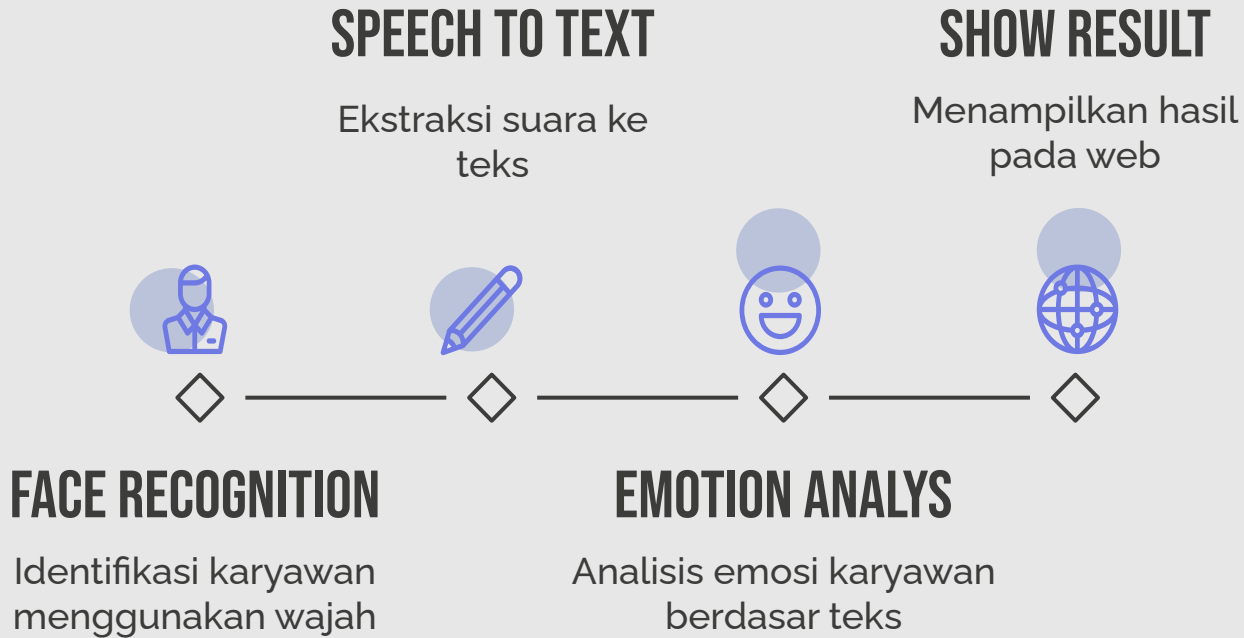 FACE RECOGNITION
Identifikasi karyawan
menggunakan wajah
SPEECH TO TEXT
Ekstraksi suara ke
teks
EMOTION ANALYS
Analisis emosi karyawan
berdasar teks
SHOW RESULT
Menampilkan hasil
pada web